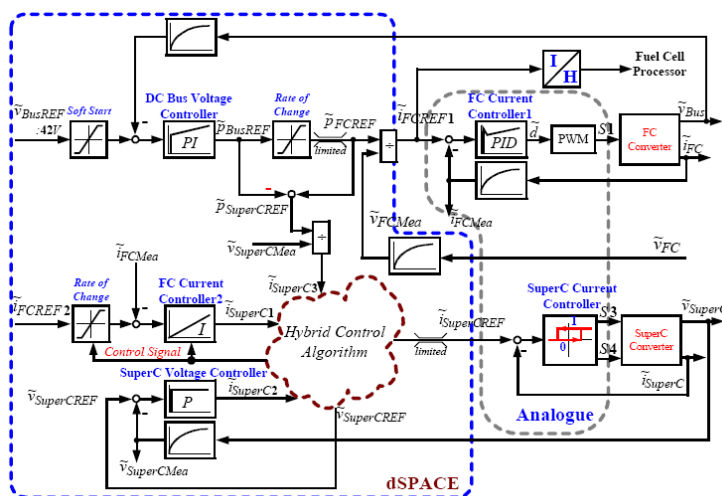 I
H
Fuel Cell
Processor
ṽBusREF
:42V
Soft Start
DC Bus Voltage
Controller
PI
p̃BusREF
Rate of
Change
p̃FCREF
limited
÷
ĩFCREF1
FC Current
Controller1
PID
d̃
PWM
S1
FC
Converter
ṽBus
ĩFC
-
-
-
p̃SuperCREF
ṽSuperCMea
÷
ĩFCMea
ṽFCMea
ṽFC
ĩFCMea
ĩSuperC3
ĩFCREF2
Rate of
Change
-
FC Current
Controller2
I
ĩSuperC1
Control Signal
Hybrid Control
Algorithm
ĩSuperCREF
limited
-
SuperC Current
Controller
1
0
S3
S4
SuperC
Converter
ṽSuperC
ĩSuperC
SuperC Voltage Controller
ṽSuperCREF
-
P
ĩSuperC2
ṽSuperCREF
ṽSuperCMea
Analogue
dSPACE